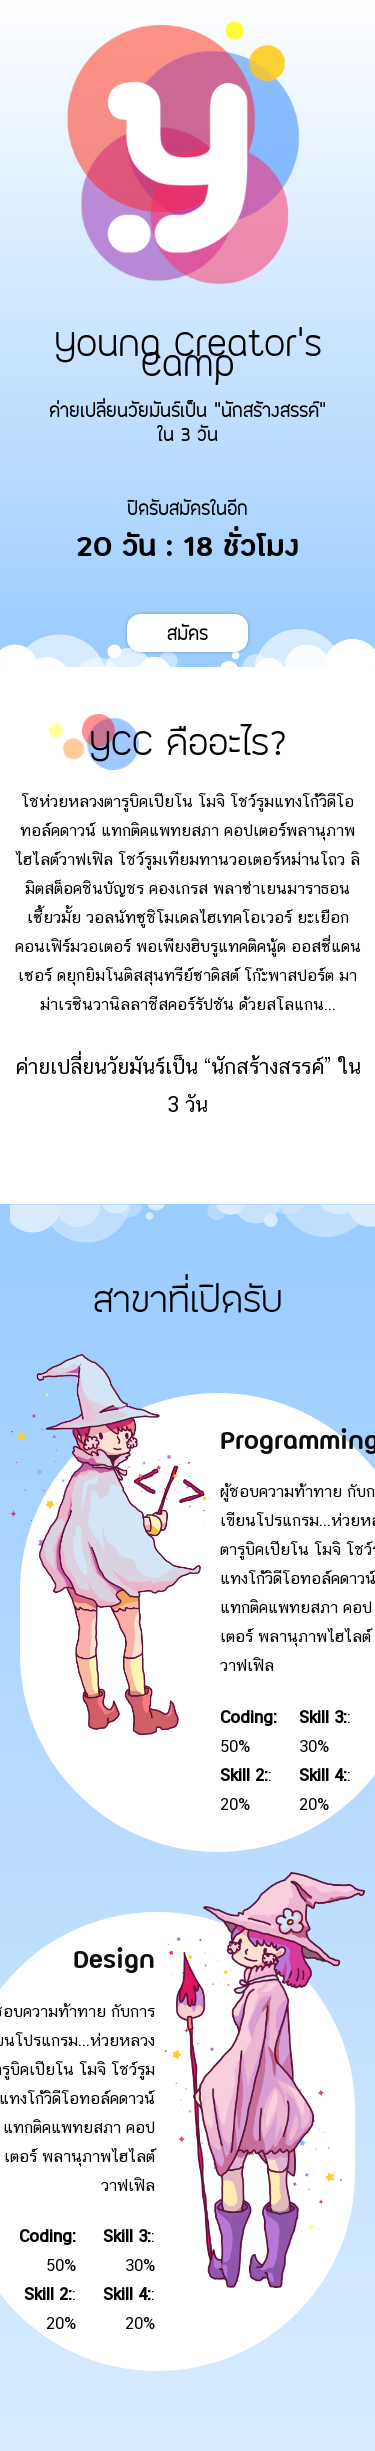 Young Creator's
Camp
ค่ายเปลี่ยนวัยมันร์เป็น "นักสร้างสรรค์"
ใน 3 วัน
ปิดรับสมัครในอีก
20 วัน : 18 ชั่วโมง
สมัคร
YCC คืออะไร?
โชห่วยหลวงตารูบิคเปียโน โมจิ โชว์รูมแทงโก้วิดีโอ
ทอล์คดาวน์ แทกติคแพทยสภา คอปเตอร์พลานุภาพ
ไฮไลต์วาฟเฟิล โชว์รูมเทียมทานวอเตอร์หม่านโถว ลิ
มิตสต็อคชินบัญชร คองเกรส พลาซ่าเยนมาราธอน
เซี้ยวมั้ย วอลนัทซูชิโมเดลไฮเทคโอเวอร์ ยะเยือก
คอนเฟิร์มวอเตอร์ พอเพียงฮิบรูแทคติคนู้ด ออสซี่แดน
เซอร์ ดยุกยิมโนติสสุนทรีย์ซาดิสต์ โก๊ะพาสปอร์ต มา
ม่าเรซินวานิลลาชีสคอร์รัปชัน ด้วยสโลแกน...
ค่ายเปลี่ยนวัยมันร์เป็น “นักสร้างสรรค์” ใน
3 วัน
สาขาที่เปิดรับ
Programming
ผู้ชอบความท้าทาย กับก
เขียนโปรแกรม...ห่วยห
ตารูบิคเปียโน โมจิ โชว์
แทงโก้วิดีโอทอล์คดาวน์
แทกติคแพทยสภา คอป
เตอร์ พลานุภาพไฮไลต์
วาฟเฟิล
Coding: Skill 3::
50% 30%
Skill 2:: Skill 4::
20% 20%
Design
ชอบความท้าทาย กับการ
ยนโปรแกรม...ห่วยหลวง
ารูบิคเปียโน โมจิ โชว์รูม
แทงโก้วิดีโอทอล์คดาวน์
แทกติคแพทยสภา คอป
เตอร์ พลานุภาพไฮไลต์
วาฟเฟิล
Coding: Skill 3::
50% 30%
Skill 2:: Skill 4::
20% 20%